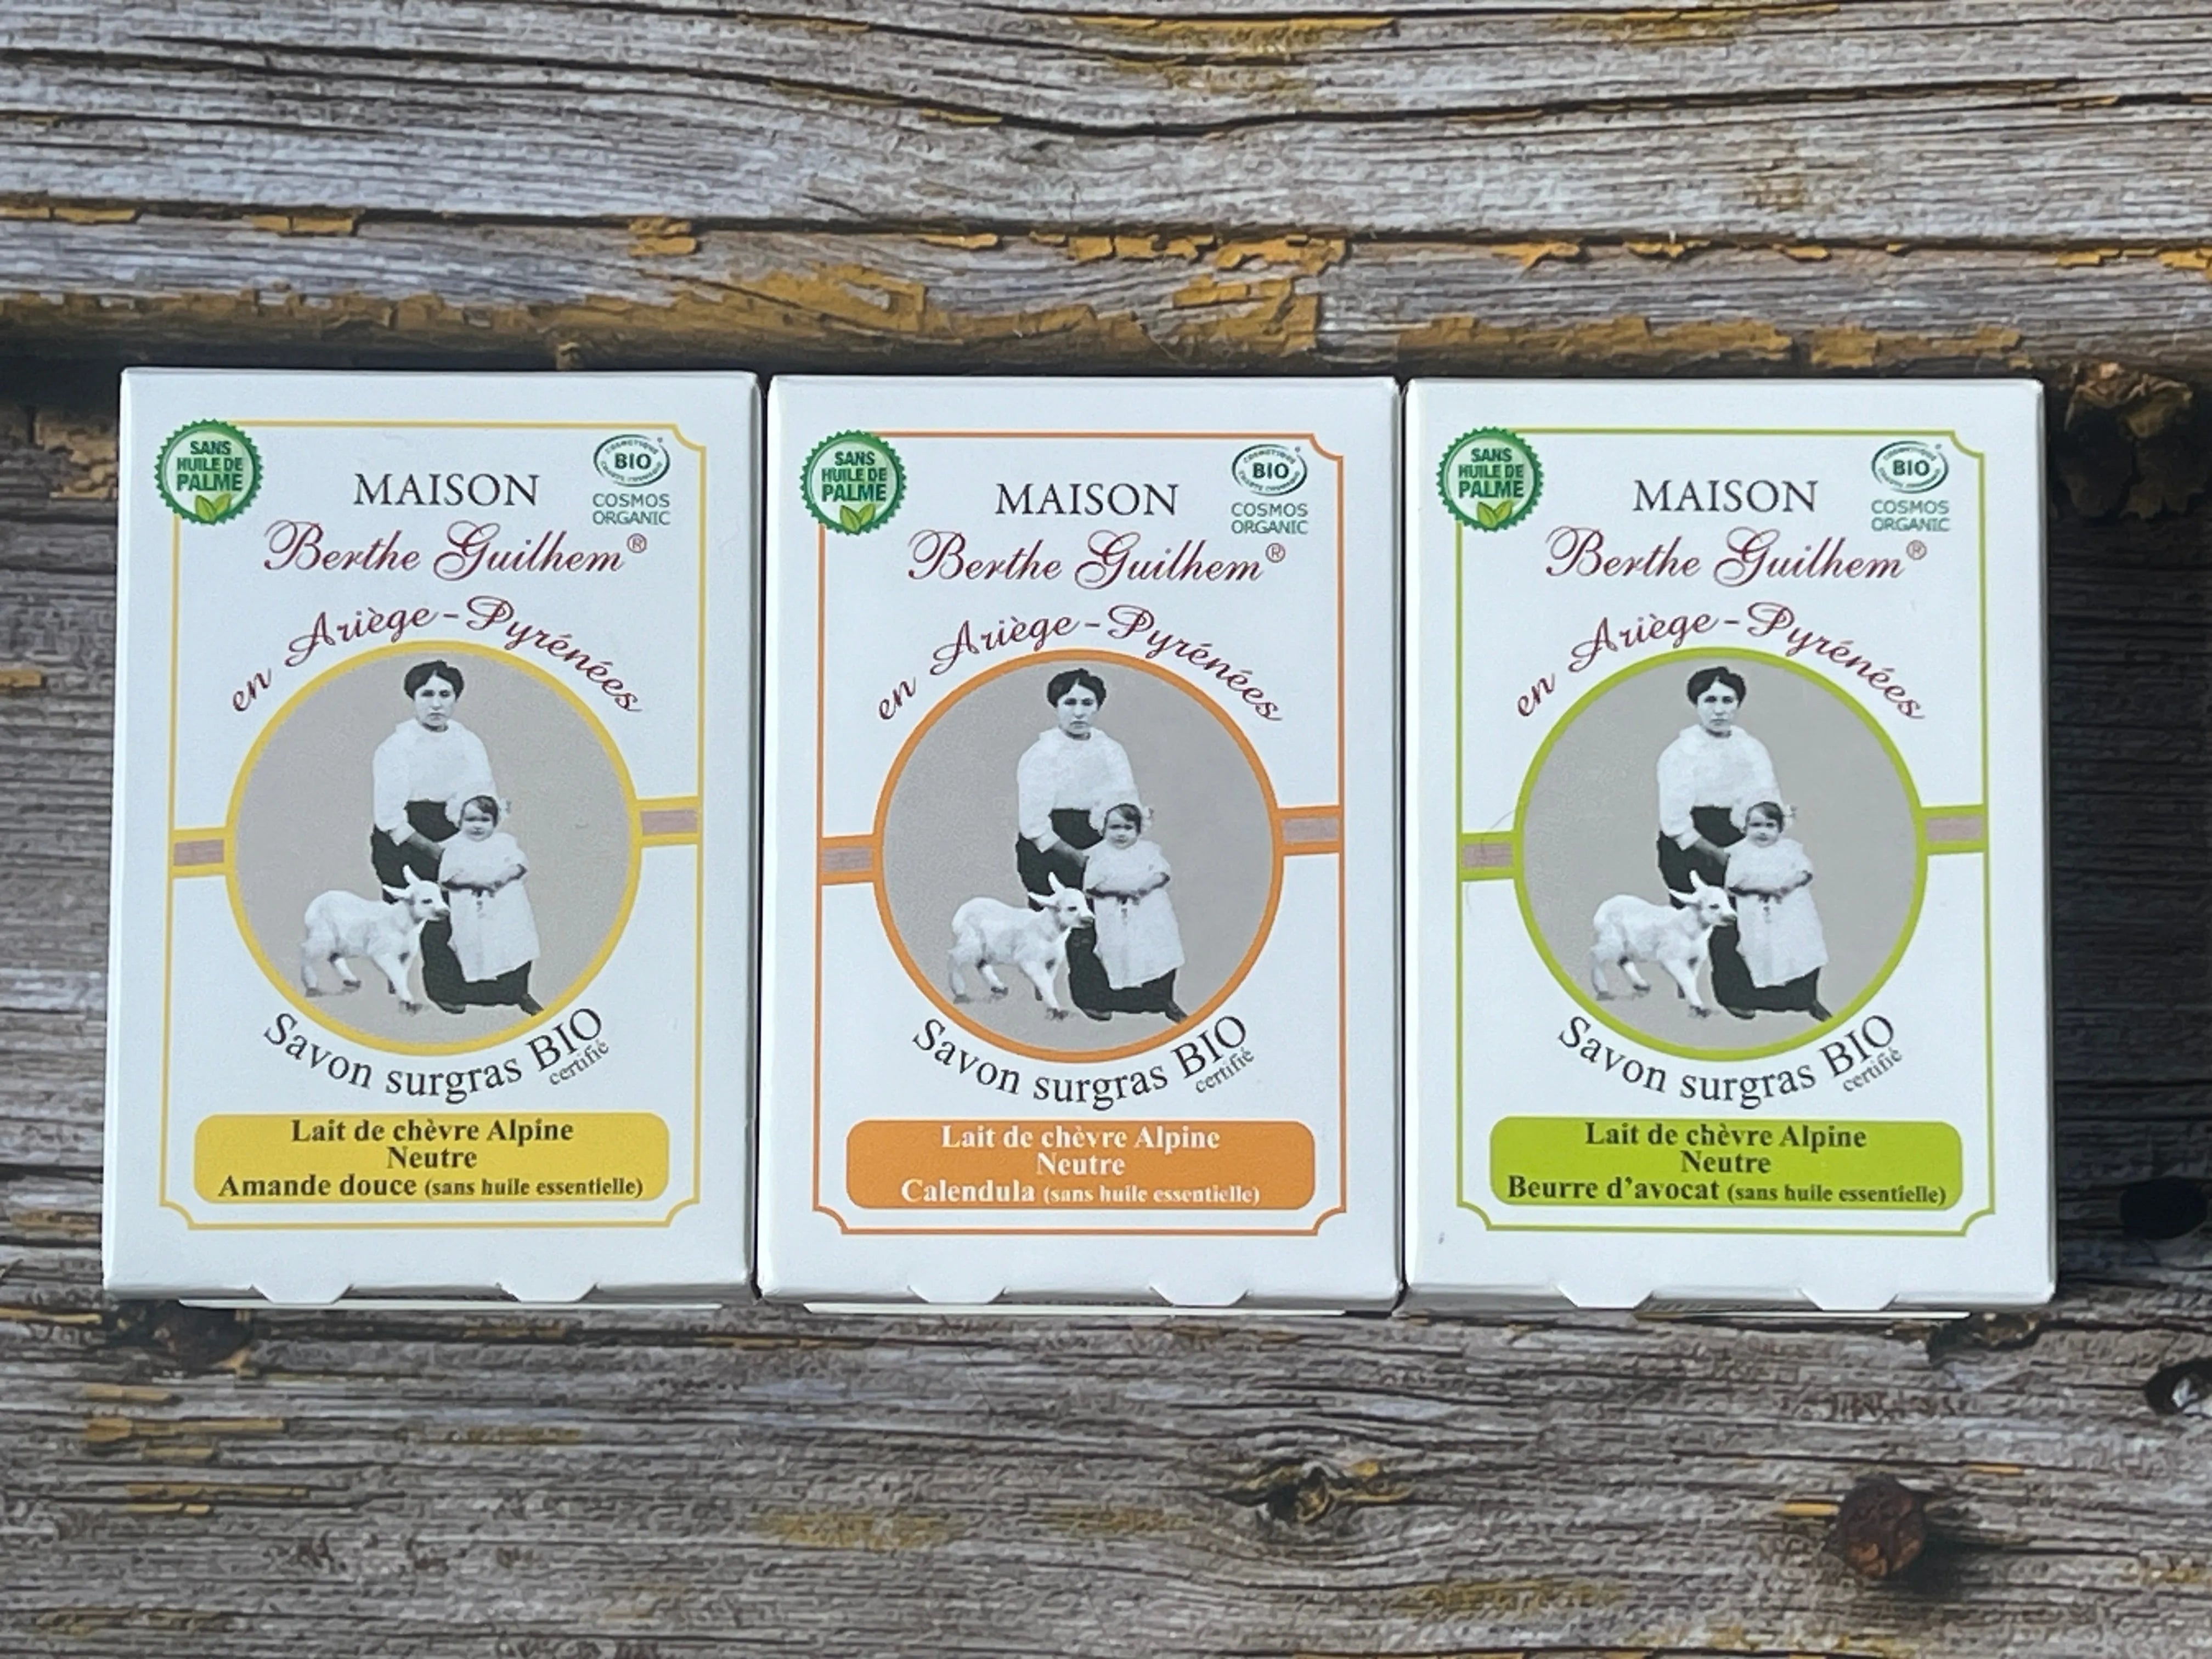 SANS
HUILE DE
PALME
BIO
COSMOS
ORGANIC
MAISON
Berthe Guilhem®
en Ariège-Pyrénées
Savon surgras BIO
certifié
Lait de chèvre Alpine
Neutre
Amande douce (sans huile essentielle)
SANS
HUILE DE
PALME
BIO
COSMOS
ORGANIC
MAISON
Berthe Guilhem®
en Ariège-Pyrénées
Savon surgras BIO
certifié
Lait de chèvre Alpine
Neutre
Calendula (sans huile essentielle)
SANS
HUILE DE
PALME
BIO
COSMOS
ORGANIC
MAISON
Berthe Guilhem®
en Ariège-Pyrénées
Savon surgras BIO
certifié
Lait de chèvre Alpine
Neutre
Beurre d'avocat (sans huile essentielle)